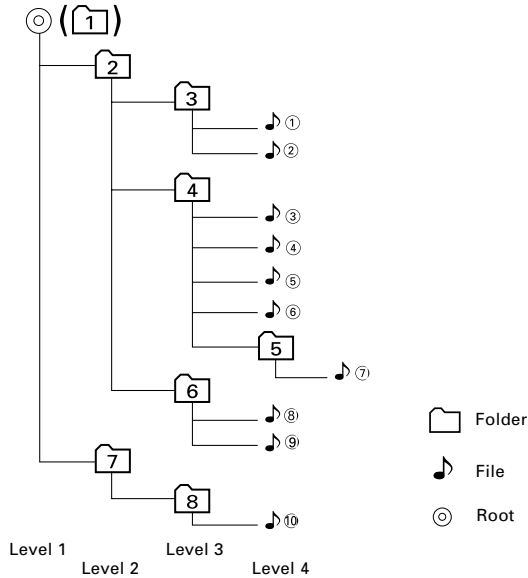 (1)
2
3
①
②
4
③
④
⑤
⑥
5
⑦
6
⑧
⑨
7
8
⑩
Folder
File
Root
Level 1
Level 2
Level 3
Level 4